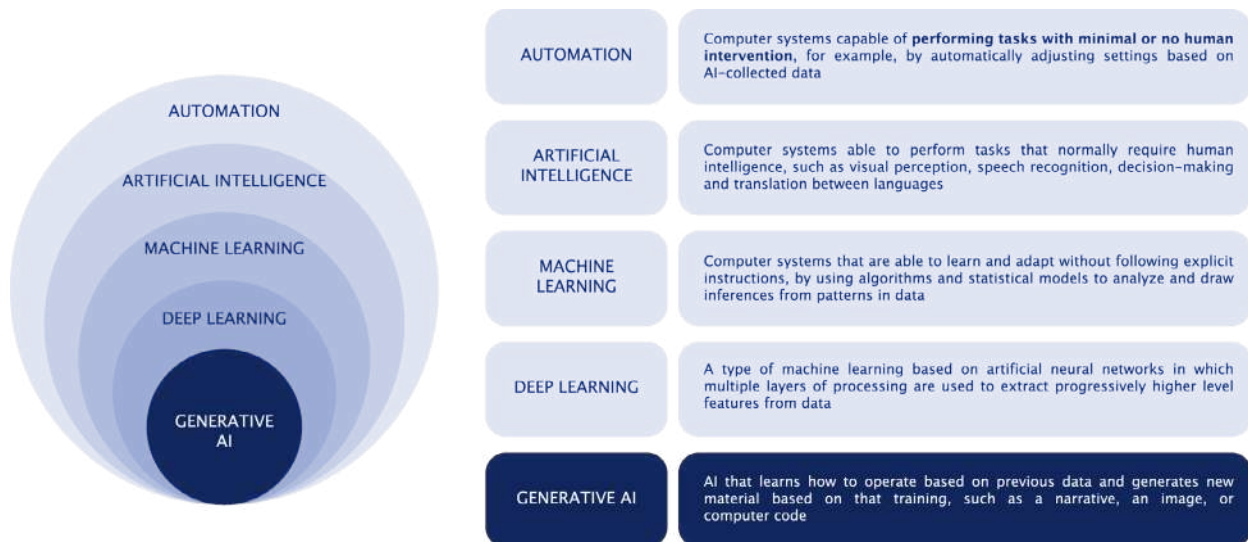 AUTOMATION
ARTIFICIAL INTELLIGENCE
MACHINE LEARNING
DEEP LEARNING
GENERATIVE
AI
AUTOMATION
Computer systems capable of performing tasks with minimal or no human
intervention, for example, by automatically adjusting settings based on
AI-collected data
ARTIFICIAL
INTELLIGENCE
Computer systems able to perform tasks that normally require human
intelligence, such as visual perception, speech recognition, decision-making
and translation between languages
MACHINE
LEARNING
Computer systems that are able to learn and adapt without following explicit
instructions, by using algorithms and statistical models to analyze and draw
inferences from patterns in data
DEEP LEARNING
A type of machine learning based on artificial neural networks in which
multiple layers of processing are used to extract progressively higher level
features from data
GENERATIVE AI
AI that learns how to operate based on previous data and generates new
material based on that training, such as a narrative, an image, or
computer code